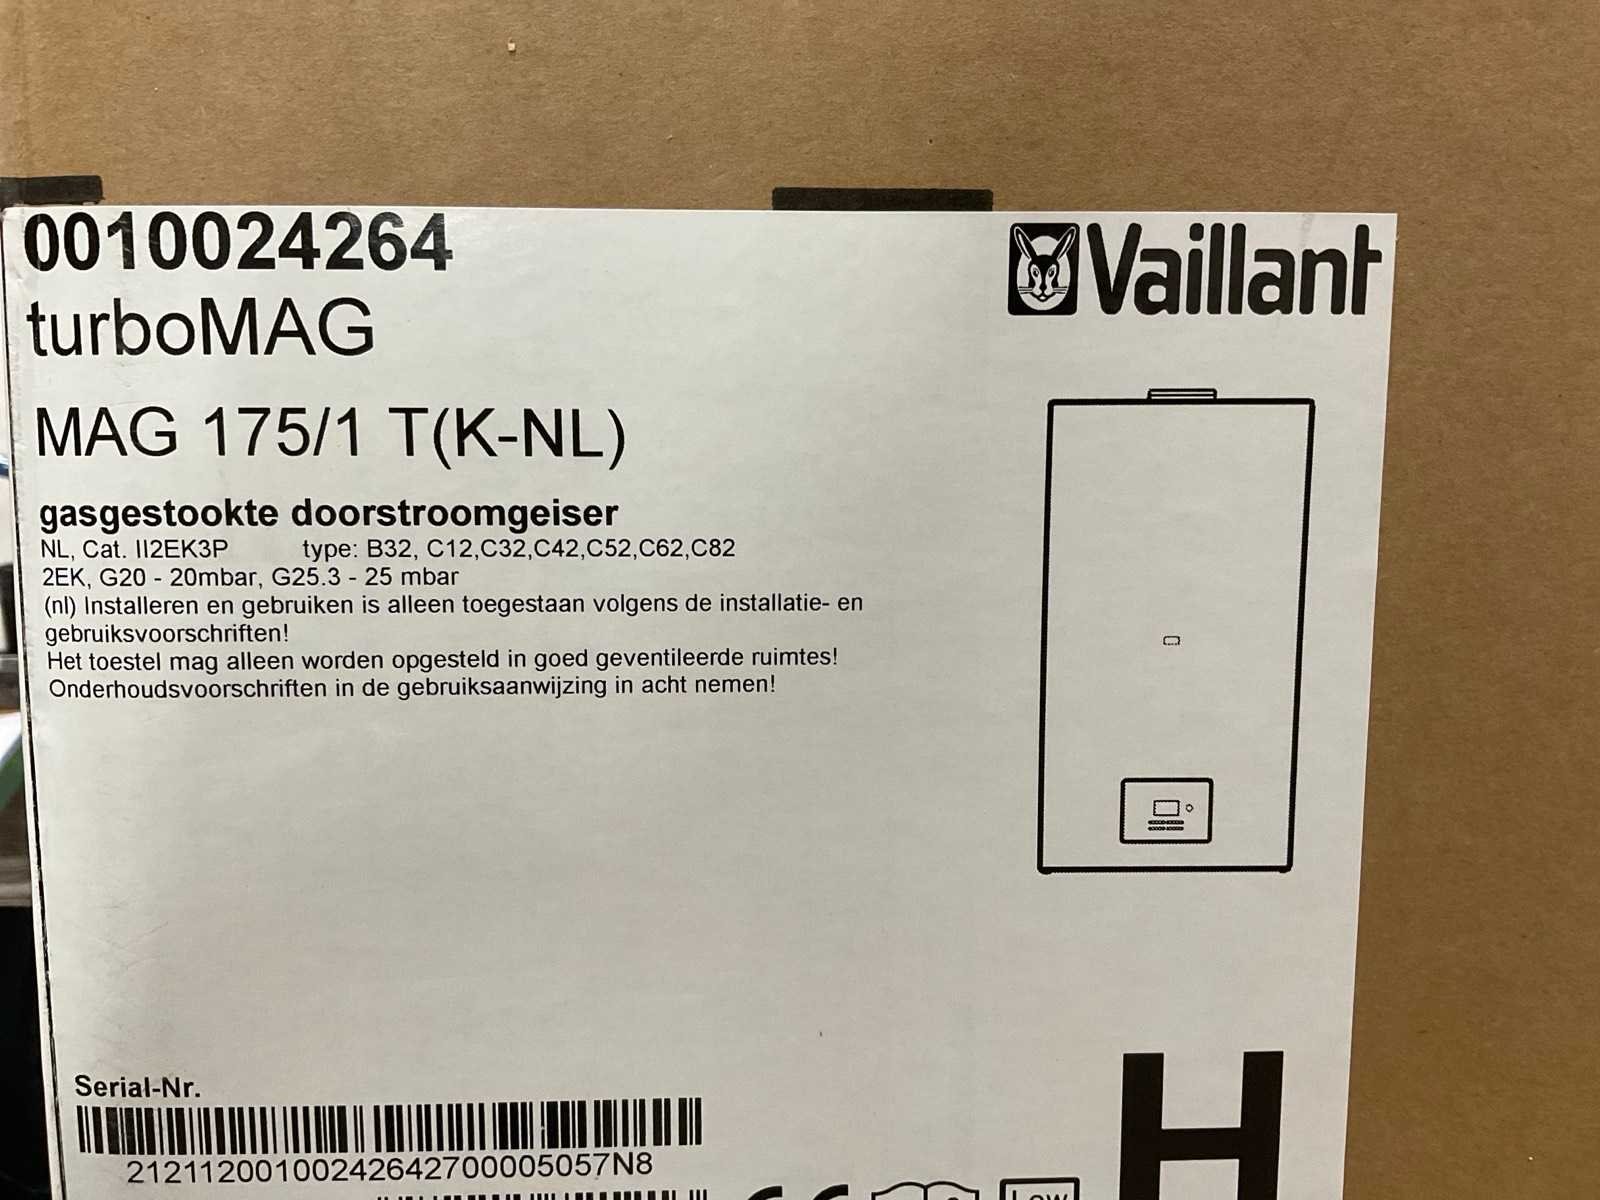 0010024264
Vaillant
turboMAG
MAG 175/1 T(K-NL)
gasgestookte doorstroomgeiser
NL, Cat. II2EK3P type: B32, C12,C32,C42,C52,C62,C82
2EK, G20 - 20mbar, G25.3 - 25 mbar
(nl) Installeren en gebruiken is alleen toegestaan volgens de installatie- en
gebruiksvoorschriften!
Het toestel mag alleen worden opgesteld in goed geventileerde ruimtes!
Onderhoudsvoorschriften in de gebruiksaanwijzing in acht nemen!
Serial-Nr.
21211200100242642700005057N8
H
Low